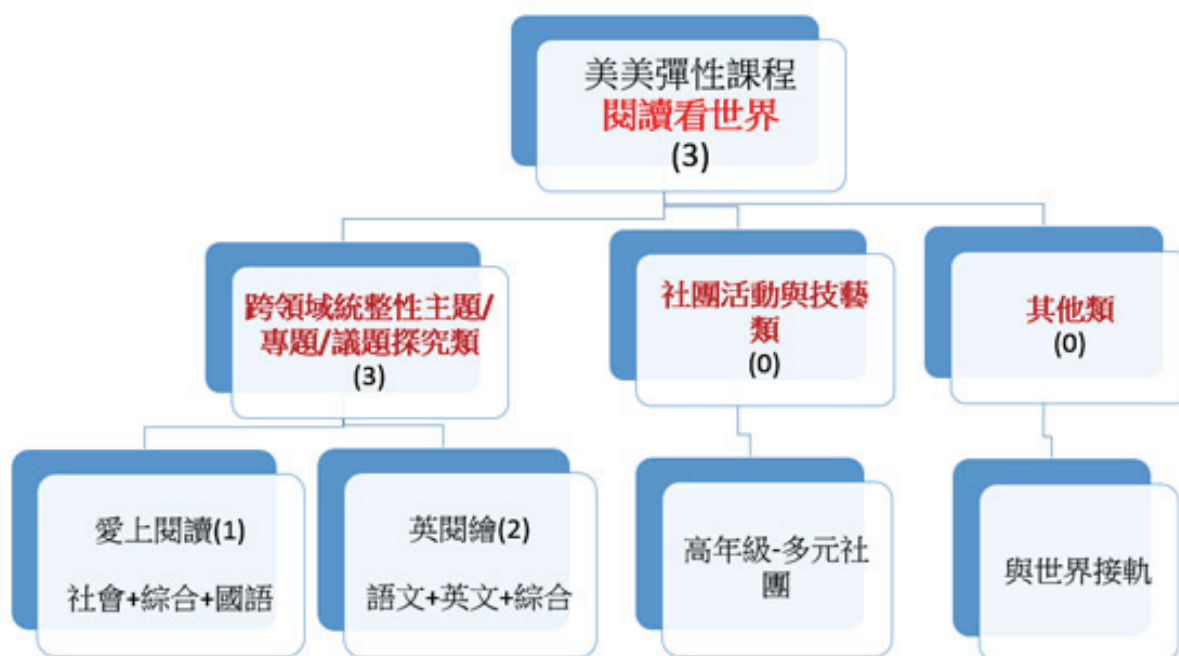 美美彈性課程
閱讀看世界
(3)
跨領域統整性主題/
專題/議題探究類
(3)
社團活動與技藝
類
(0)
其他類
(0)
愛上閱讀(1)
社會+綜合+國語
英閱繪(2)
語文+英文+綜合
高年級-多元社
團
與世界接軌